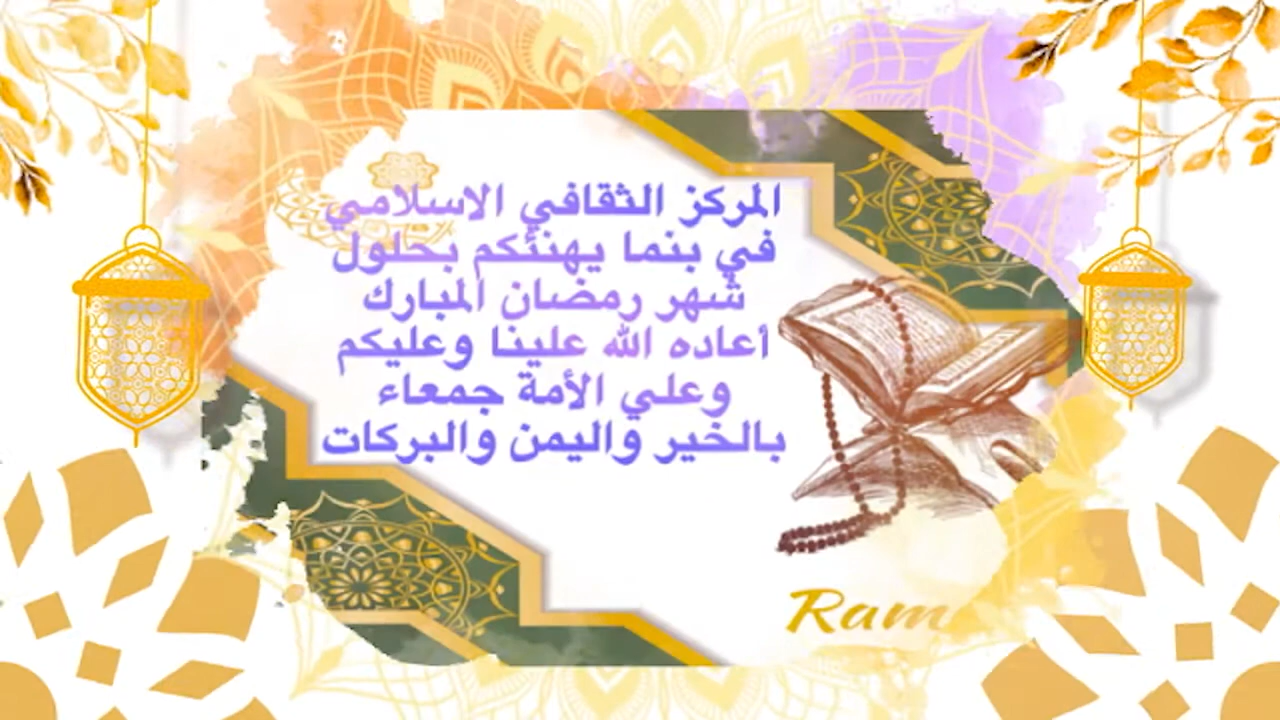 المركز الثقافي الاسلامي
في بنما يهنئكم بحلول
شهر رمضان المبارك
أعاده الله علينا وعليكم
وعلي الأمة جمعاء
بالخير واليمن والبركات
Ram